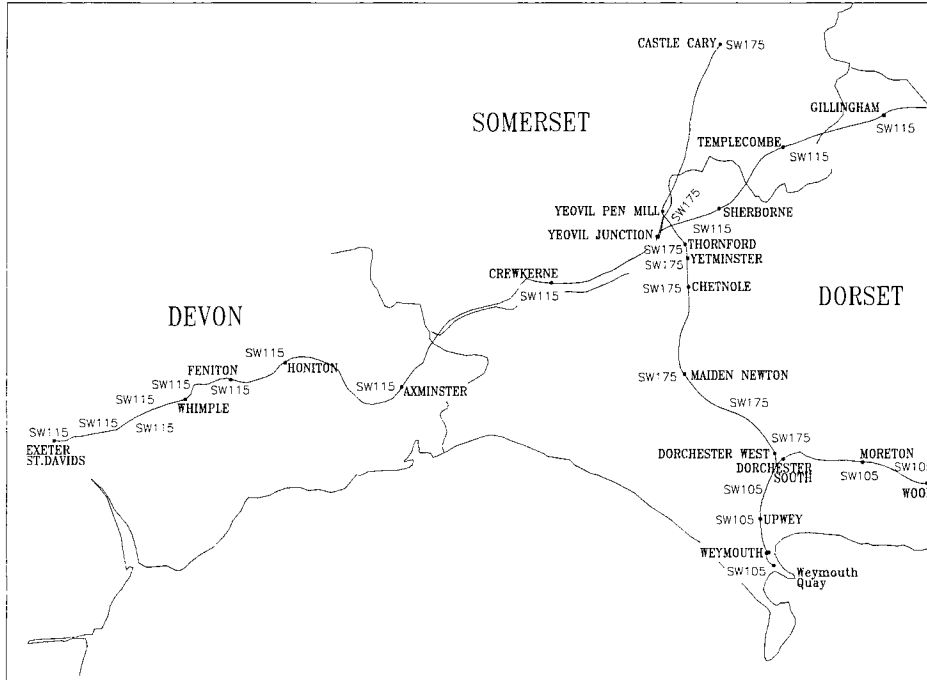 CASTLE CARY SW175
GILLINGHAM
SW115
SOMERSET
TEMPLECOMBE
SW115
SW175
YEOVIL PEN MILL
SHERBORNE
SW115
YEOVIL JUNCTION
SW175
THORNFORD
SW175
YETMINSTER
CREWKERNE
SW115
SW175
CHETNOLE
DEVON
DORSET
SW115
FENITON
HONITON
SW115
SW115
SW115
AXMINSTER
SW175
MAIDEN NEWTON
WHIMPLE
SW115
SW115
SW115
SW115
EXETER
ST.DAVIDS
SW175
SW175
DORCHESTER WEST
DORCHESTER
SOUTH
MORETON
SW105
SW105
SW105
WOOL
SW105
UPWEY
WEYMOUTH
SW105
Weymouth
Quay